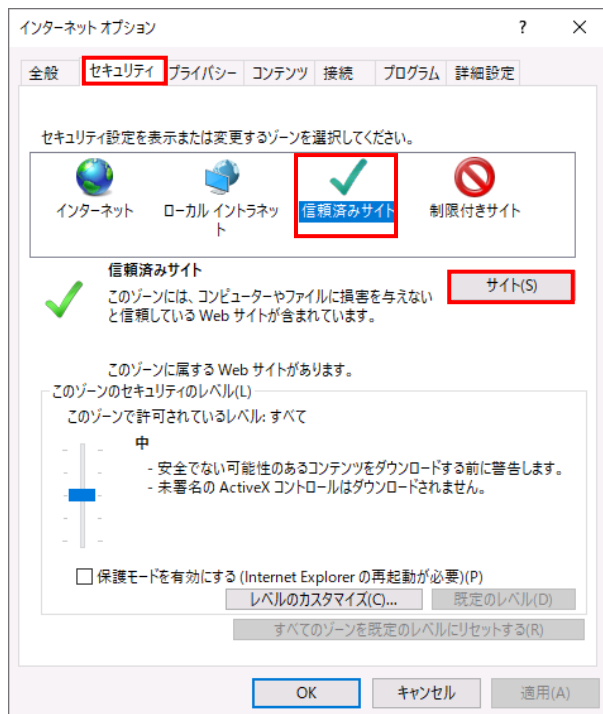 インターネット オプション
? ×
全般 セキュリティ プライバシー コンテンツ 接続 プログラム 詳細設定
セキュリティ設定を表示または変更するゾーンを選択してください。
インターネット ローカル イントラネット 信頼済みサイト 制限付きサイト
信頼済みサイト
サイト(S)
このゾーンには、コンピューターやファイルに損害を与えない
と信頼している Web サイトが含まれています。
このゾーンに属する Web サイトがあります。
このゾーンのセキュリティのレベル(L)
このゾーンで許可されているレベル: すべて
中
- 安全でない可能性のあるコンテンツをダウンロードする前に警告します。
- 未署名の ActiveX コントロールはダウンロードされません。
保護モードを有効にする (Internet Explorer の再起動が必要)(P)
レベルのカスタマイズ(C)... 既定のレベル(D)
すべてのゾーンを既定のレベルにリセットする(R)
OK キャンセル 適用(A)